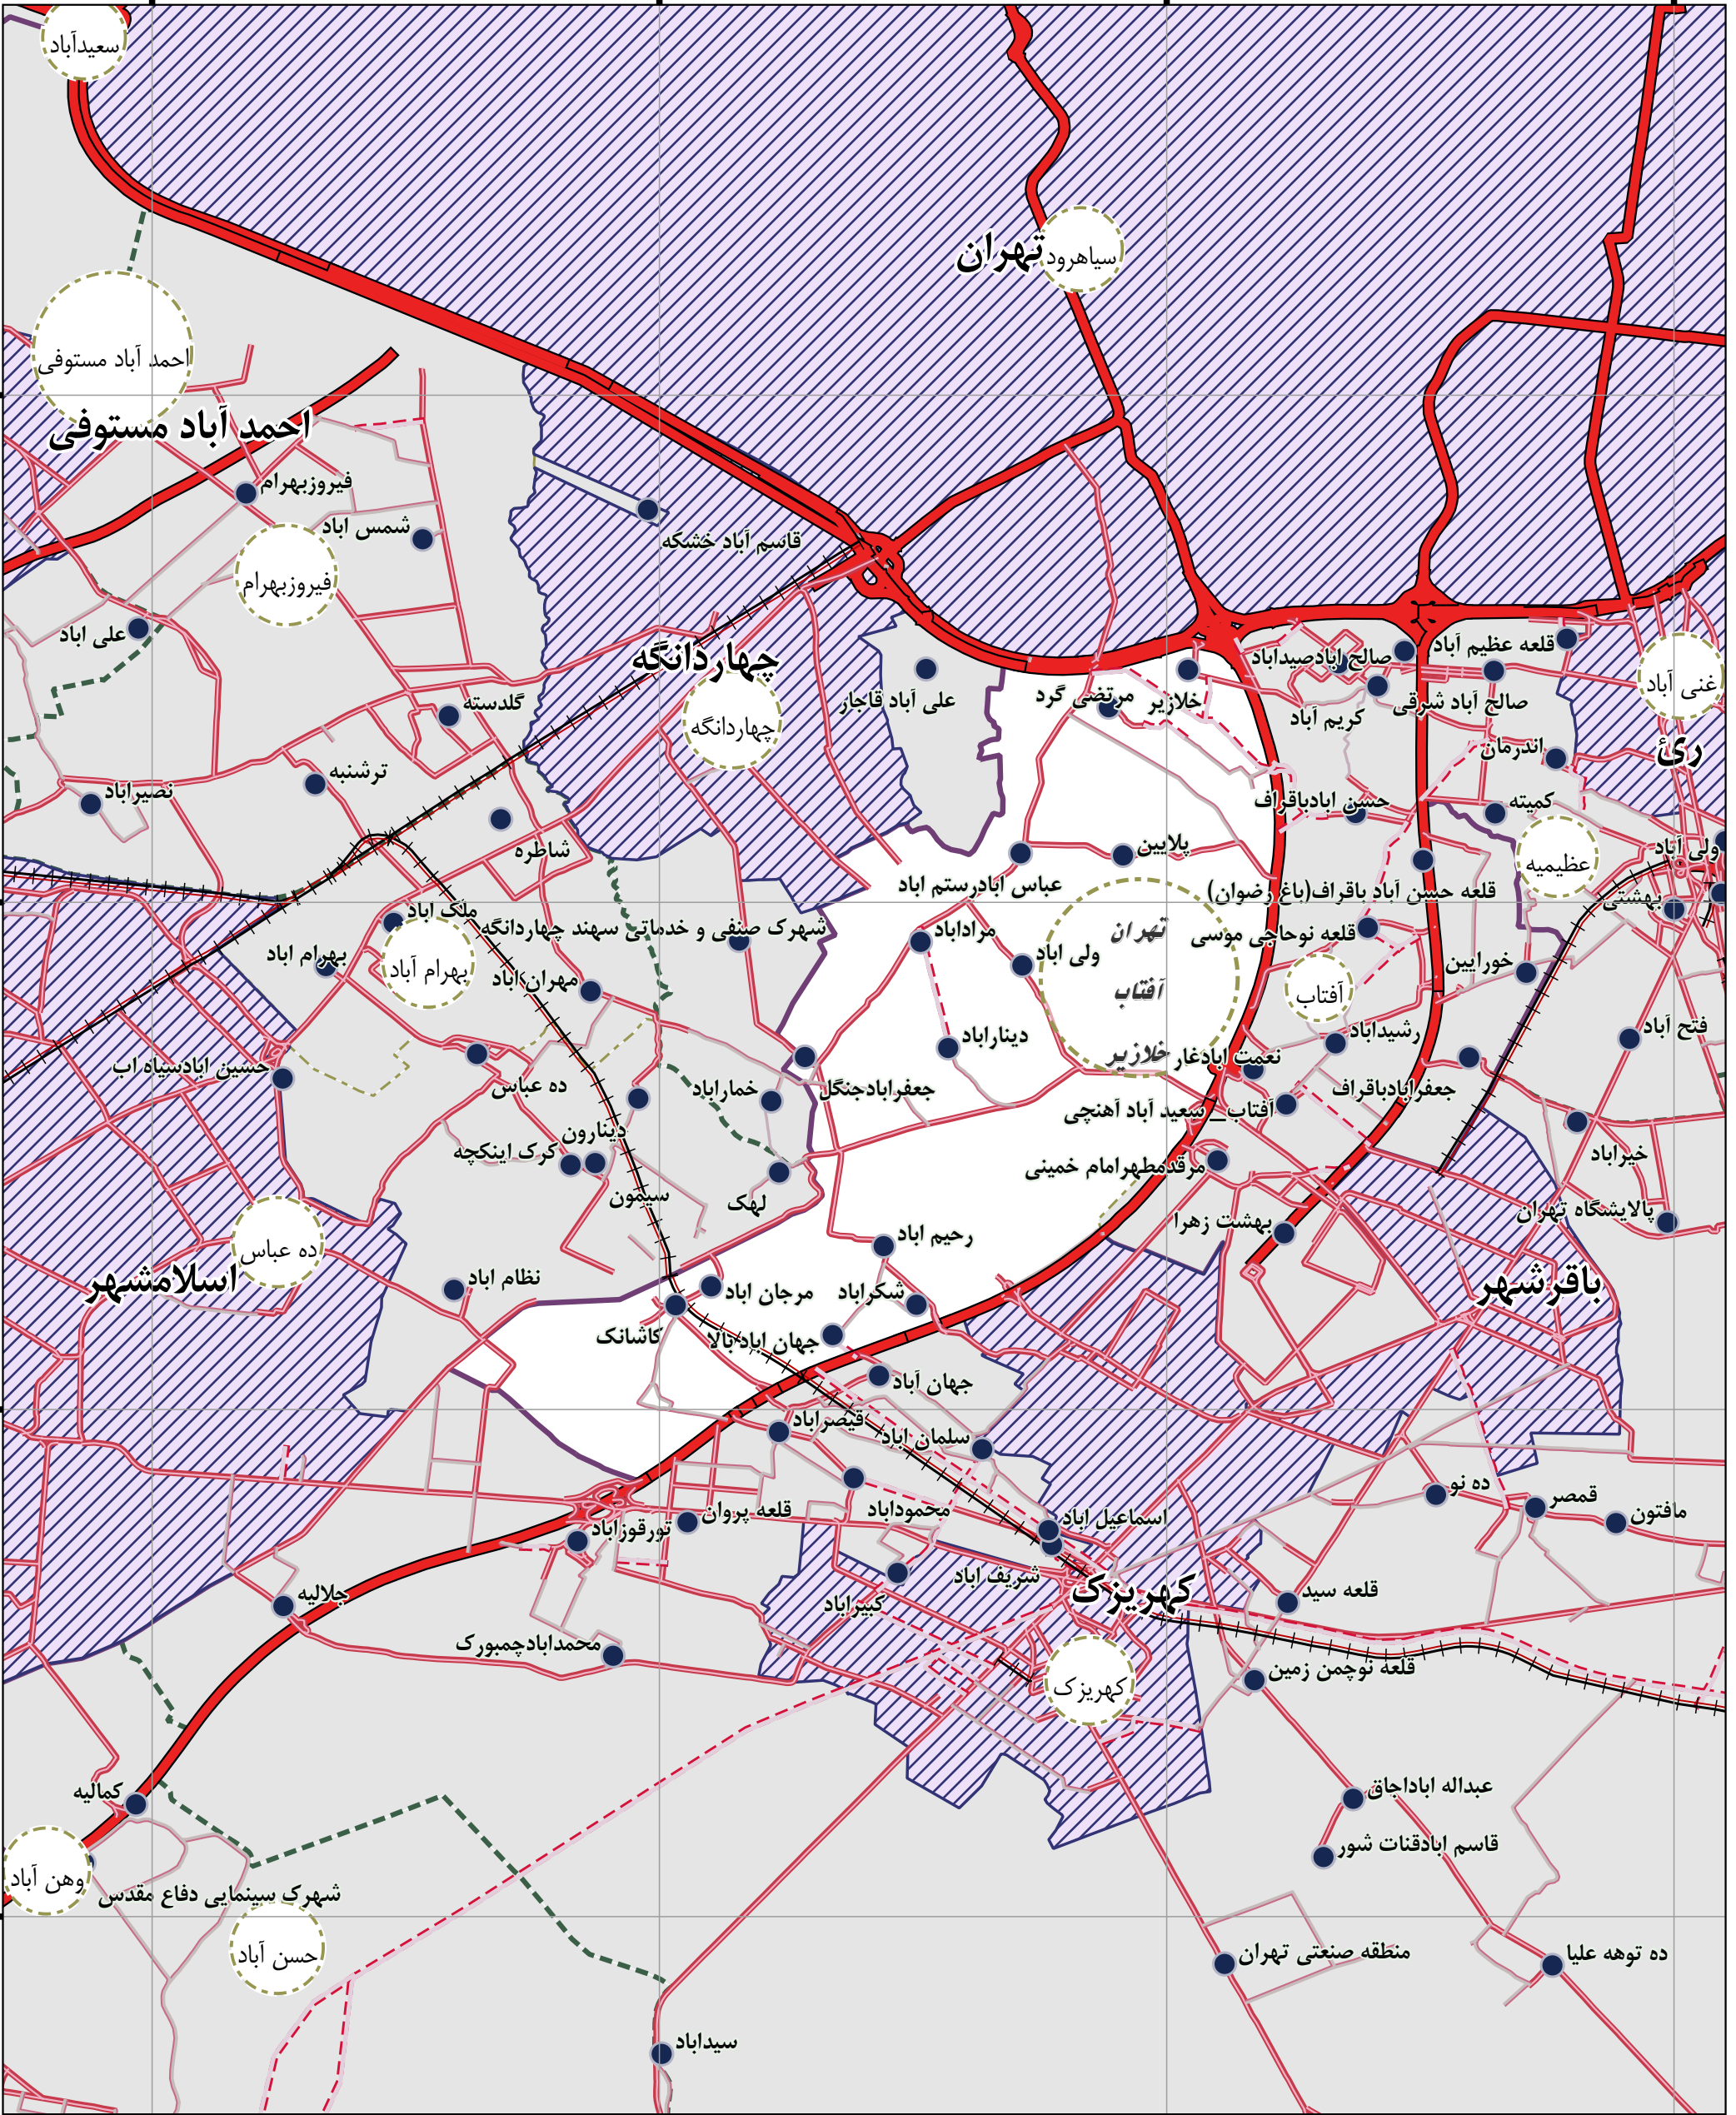 سعیدآباد
تهران
سیاهرود
احمد آباد مستوفی
احمد آباد مستوفی
فیروزبهرام
شمس اباد
قاسم آباد خشکه
فیروزبهرام
علی اباد
قلعه عظیم آباد
صالح اباد
صیداباد
چهاردانگه
غنی آباد
گلدسته
علی آباد قاجار
مرتضی گرد
خلازیر
کریم آباد
صالح آباد شرقی
چهاردانگه
اندرمان
ری
ترشنبه
نصیراباد
حسن ابادباقراف
کمیته
شاطره
پلایین
ولی آباد
عظیمیه
عباس ابادرستم اباد
قلعه حسن آباد باقراف(باغ رضوان)
بهشتی
ملک اباد
شهرک صنفی و خدماتی سهند چهاردانگه
مراداباد
تهران
قلعه نوحاجی موسی
بهرام اباد
بهرام آباد
مهران اباد
ولی اباد
آفتاب
آفتاب
خورایین
دیناراباد
خلازیر
نعمت ابادغار
رشیداباد
فتح آباد
حسین ابادسیاه اب
ده عباس
خماراباد
جعفرابادجنگل
جعفرابادباقراف
سعید آباد آهنچی
آفتاب_
دینارون
کرک اینکچه
مرقدمطهرامام خمینی
خیراباد
سیمون
لهک
بهشت زهرا
پالایشگاه تهران
ده عباس
رحیم اباد
اسلامشهر
نظام اباد
مرجان اباد
شکراباد
باقرشهر
کاشانک
جهان اباد بالا
جهان آباد
قیصراباد
سلمان اباد
ده نو
قمصر
مافتون
قلعه پروان
محموداباد
اسماعیل اباد
تورقوزاباد
شریف اباد
کهریزک
قلعه سید
جلالیه
کبیراباد
محمدابادچمبورک
قلعه نوچمن زمین
کهریزک
کمالیه
عبداله اباداجاق
قاسم ابادقنات شور
وهن آباد
شهرک سینمایی دفاع مقدس
حسن آباد
منطقه صنعتی تهران
ده توهه علیا
سیداباد